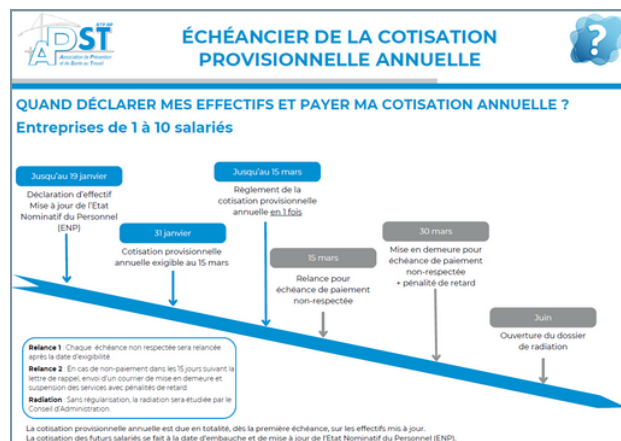 BTP RP
APST
Association de Prévention
et de Santé au Travail
ÉCHÉANCIER DE LA COTISATION
PROVISIONNELLE ANNUELLE
?
QUAND DÉCLARER MES EFFECTIFS ET PAYER MA COTISATION ANNUELLE ?
Entreprises de 1 à 10 salariés
Jusqu'au 19 janvier
Déclaration d'effectif
Mise à jour de l'Etat
Nominatif du Personnel
(ENP)
31 janvier
Cotisation provisionnelle
annuelle exigible au 15 mars
Jusqu'au 15 mars
Règlement de la
cotisation provisionnelle
annuelle en 1 fois
15 mars
Relance pour
échéance de paiement
non-respectée
30 mars
Mise en demeure pour
échéance de paiement
non-respectée
+ pénalité de retard
Juin
Ouverture du dossier
de radiation
Relance 1 : Chaque échéance non respectée sera relancée
après la date d'exigibilité.
Relance 2 : En cas de non-paiement dans les 15 jours suivant la
lettre de rappel, envoi d'un courrier de mise en demeure et
suspension des services avec pénalités de retard.
Radiation : Sans régularisation, la radiation sera étudiée par le
Conseil d'Administration.
La cotisation provisionnelle annuelle est due en totalité, dès la première échéance, sur les effectifs mis à jour.
La cotisation des futurs salariés se fait à la date d'embauche et de mise à jour de l'Etat Nominatif du Personnel (ENP).